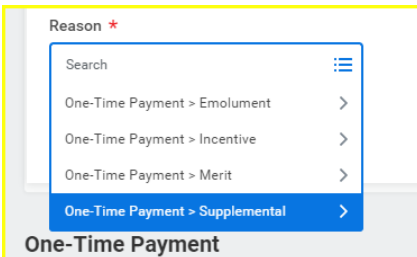 Reason *
Search
One-Time Payment > Emolument
One-Time Payment > Incentive
One-Time Payment > Merit
One-Time Payment > Supplemental
One-Time Payment